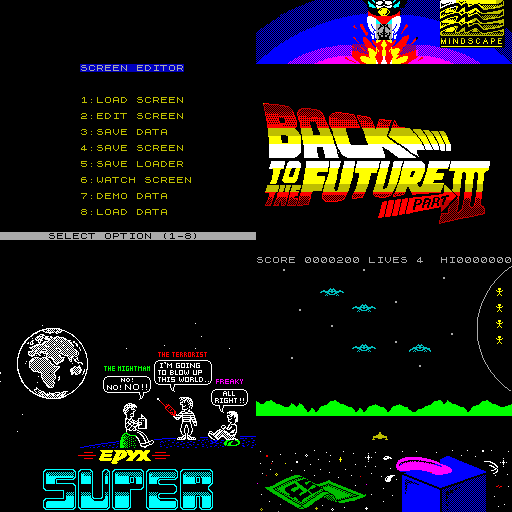 SCREEN EDITOR
1:LOAD SCREEN
2:EDIT SCREEN
3:SAVE DATA
4:SAVE SCREEN
5:SAVE LOADER
6:WATCH SCREEN
7:DEMO DATA
8:LOAD DATA
SELECT OPTION (1-8)
MINDSCAPE
BACK
TO
THE FUTURE
PART III
SCORE 0000200 LIVES 4 HI0000000
THE TERRORIST
I'M GOING
TO BLOW UP
THIS WORLD..
THE HIGHTMAN
NO!
NO! NO!!
FREAKY
ALL
RIGHT!!
EPYX
SUPER